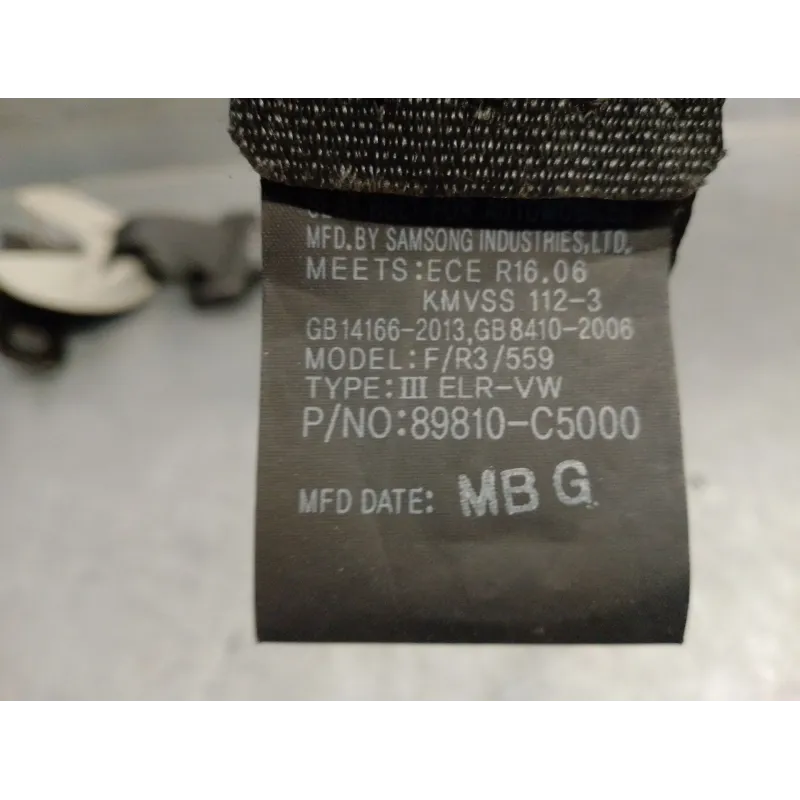 MFD.BY SAMSONG INDUSTRIES,LTD.
MEETS:ECE R16.06
KMVSS 112-3
GB14166-2013,GB8410-2006
MODEL:F/R3/559
TYPE:Ⅲ ELR-VW
P/NO:89810-C5000
MFD DATE: MBG